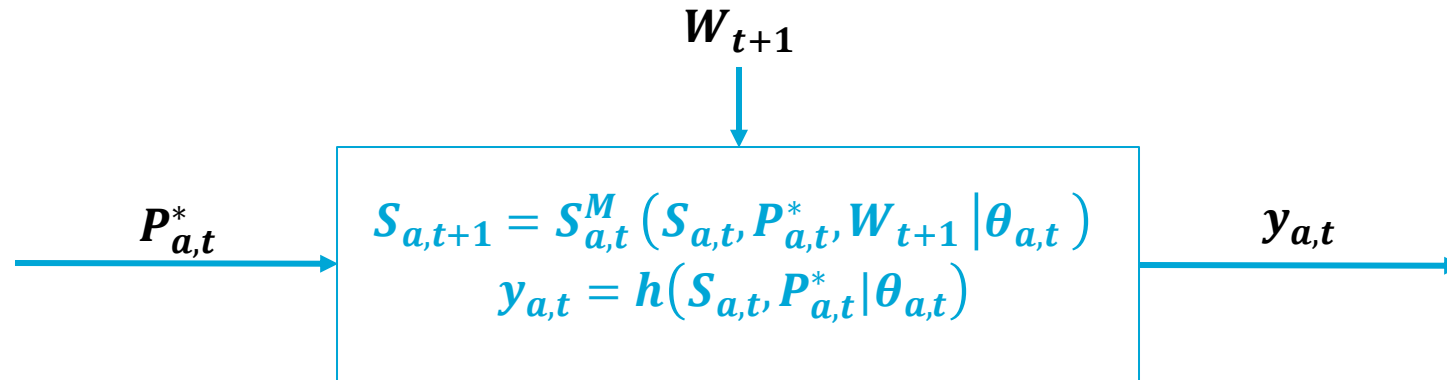 W_{t+1}
P^*_{a,t}
S_{a,t+1} = S^M_{a,t} (S_{a,t}, P^*_{a,t}, W_{t+1} | θ_{a,t} )
y_{a,t}
y_{a,t} = h(S_{a,t}, P^*_{a,t} | θ_{a,t})